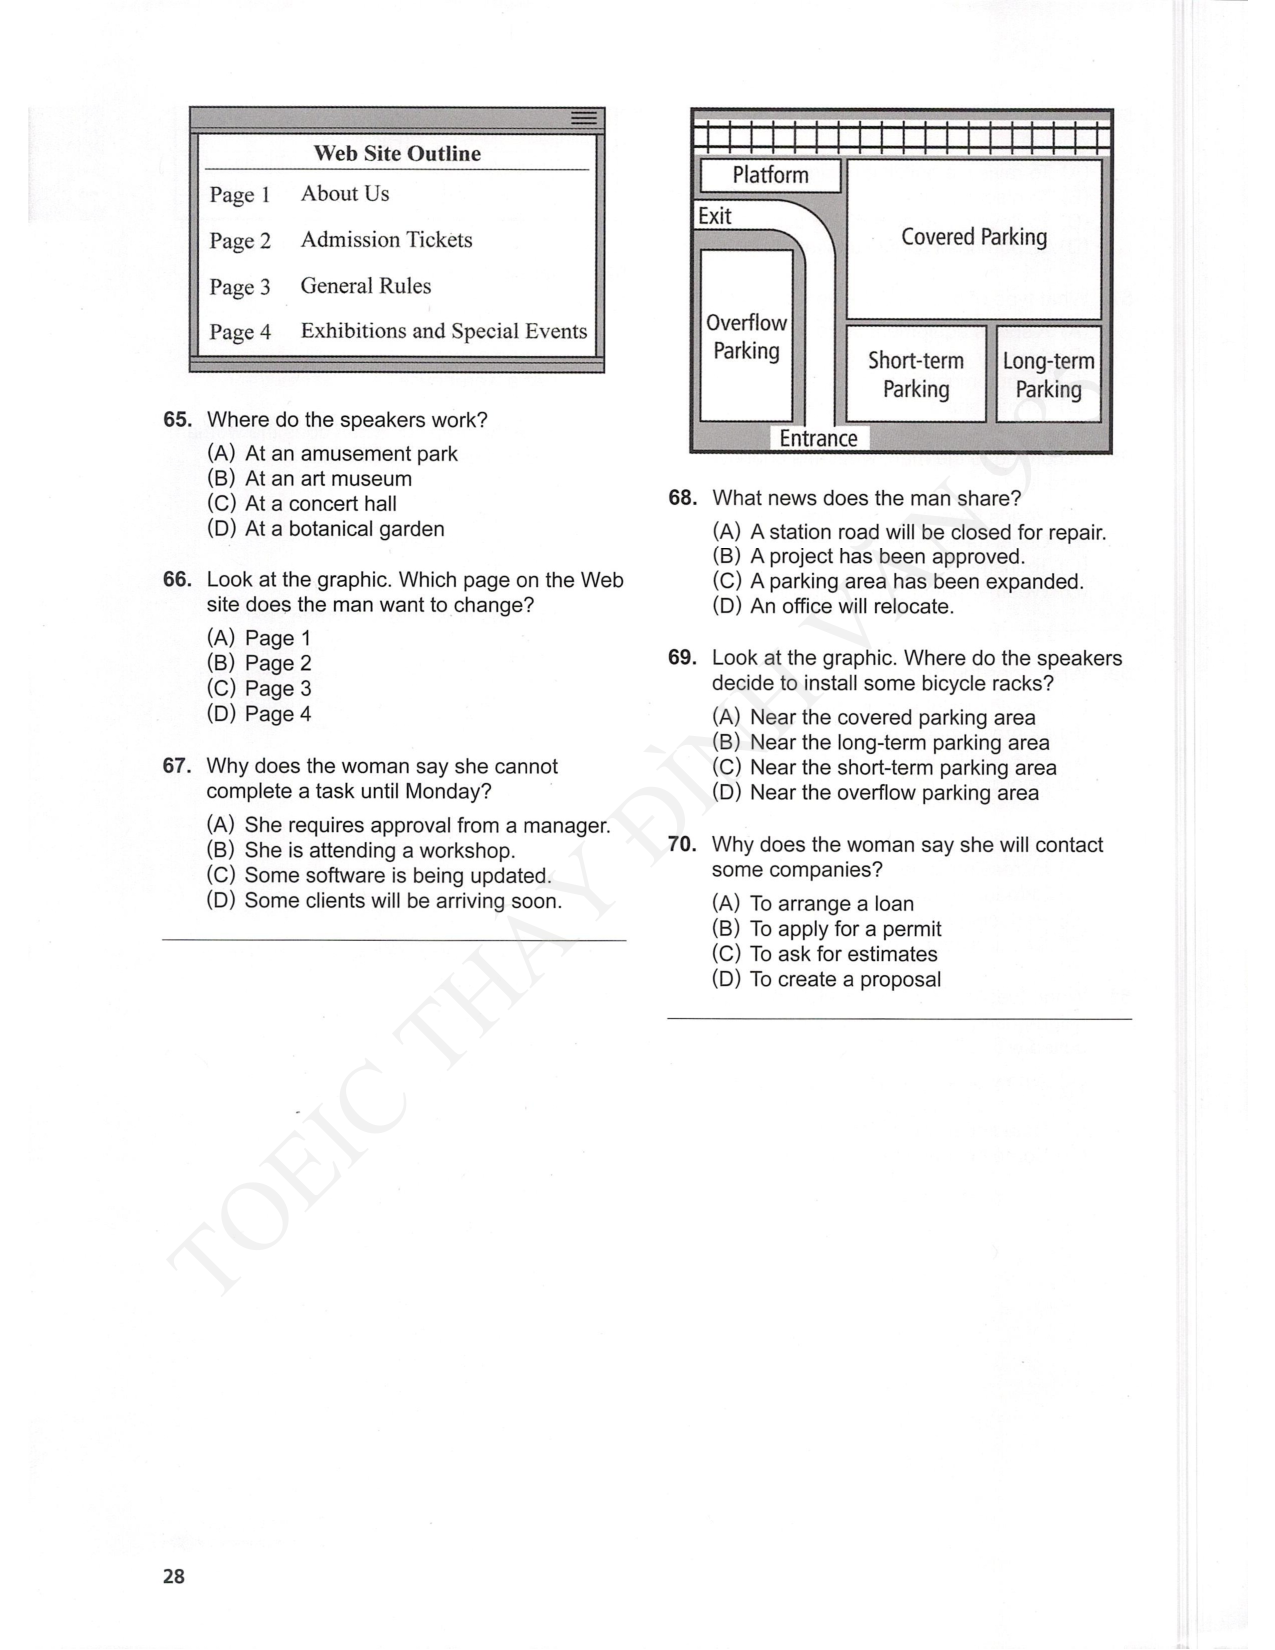 Web Site Outline
Page 1 About Us
Page 2 Admission Tickets
Page 3 General Rules
Page 4 Exhibitions and Special Events
65. Where do the speakers work?
(A) At an amusement park
(B) At an art museum
(C) At a concert hall
(D) At a botanical garden
66. Look at the graphic. Which page on the Web
site does the man want to change?
(A) Page 1
(B) Page 2
(C) Page 3
(D) Page 4
67. Why does the woman say she cannot
complete a task until Monday?
(A) She requires approval from a manager.
(B) She is attending a workshop.
(C) Some software is being updated.
(D) Some clients will be arriving soon.
Platform
Exit
Covered Parking
Overflow
Parking
Short-term
Parking
Long-term
Parking
Entrance
68. What news does the man share?
(A) A station road will be closed for repair.
(B) A project has been approved.
(C) A parking area has been expanded.
(D) An office will relocate.
69. Look at the graphic. Where do the speakers
decide to install some bicycle racks?
(A) Near the covered parking area
(B) Near the long-term parking area
(C) Near the short-term parking area
(D) Near the overflow parking area
70. Why does the woman say she will contact
some companies?
(A) To arrange a loan
(B) To apply for a permit
(C) To ask for estimates
(D) To create a proposal
TOEIC THAY ĐÌNH VĂN
28